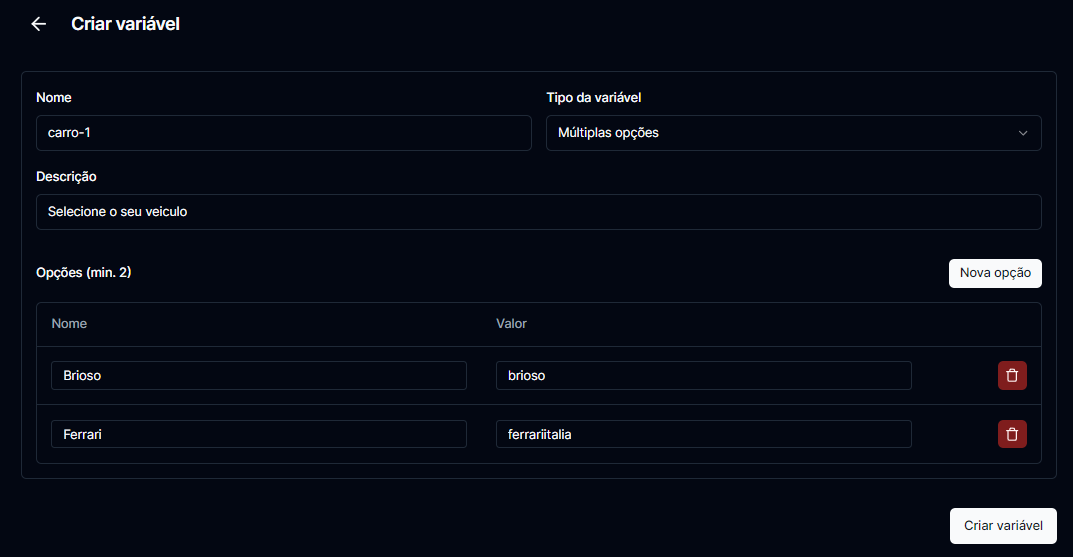 Criar variável
Nome Tipo da variável
carro-1 Múltiplas opções
Descrição
Selecione o seu veiculo
Opções (min. 2) Nova opção
Nome Valor
Brioso brioso
Ferrari ferrariitalia
Criar variável